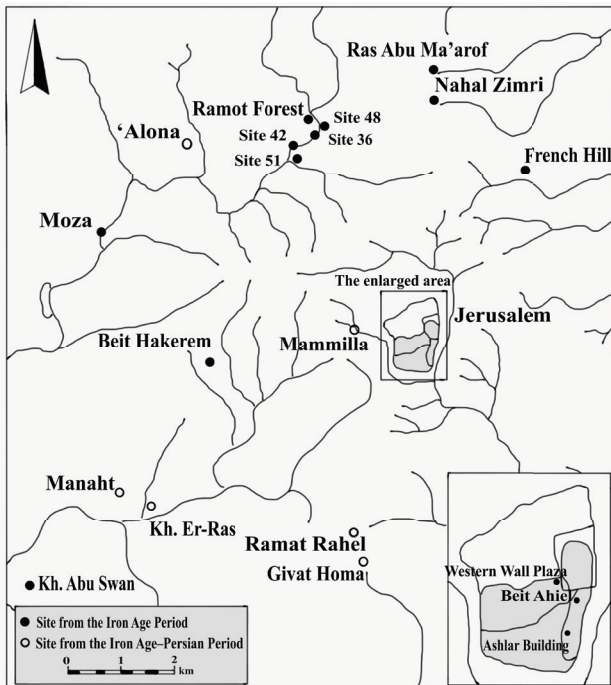 Ras Abu Ma’arof
Nahal Zimri
Ramot Forest
Site 48
‘Alona
Site 42
Site 36
Site 51
French Hill
Moza
The enlarged area
Jerusalem
Beit Hakerem
Mammilla
Manaht
Kh. Er-Ras
Ramat Rahel
Givat Homa
Kh. Abu Swan
Western Wall Plaza
Beit Ahiel
Ashlar Building
Site from the Iron Age Period
Site from the Iron Age–Persian Period
0 1 2
km